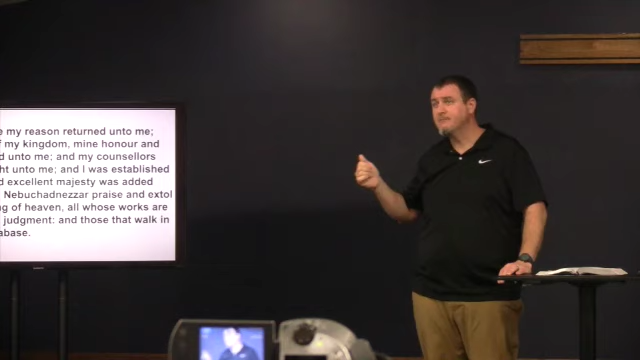 my reason returned unto me;
my kingdom, mine honour and
unto me; and my counsellors
unto me; and I was established
excellent majesty was added
Nebuchadnezzar praise and extol
of heaven, all whose works are
judgment: and those that walk in
abase.